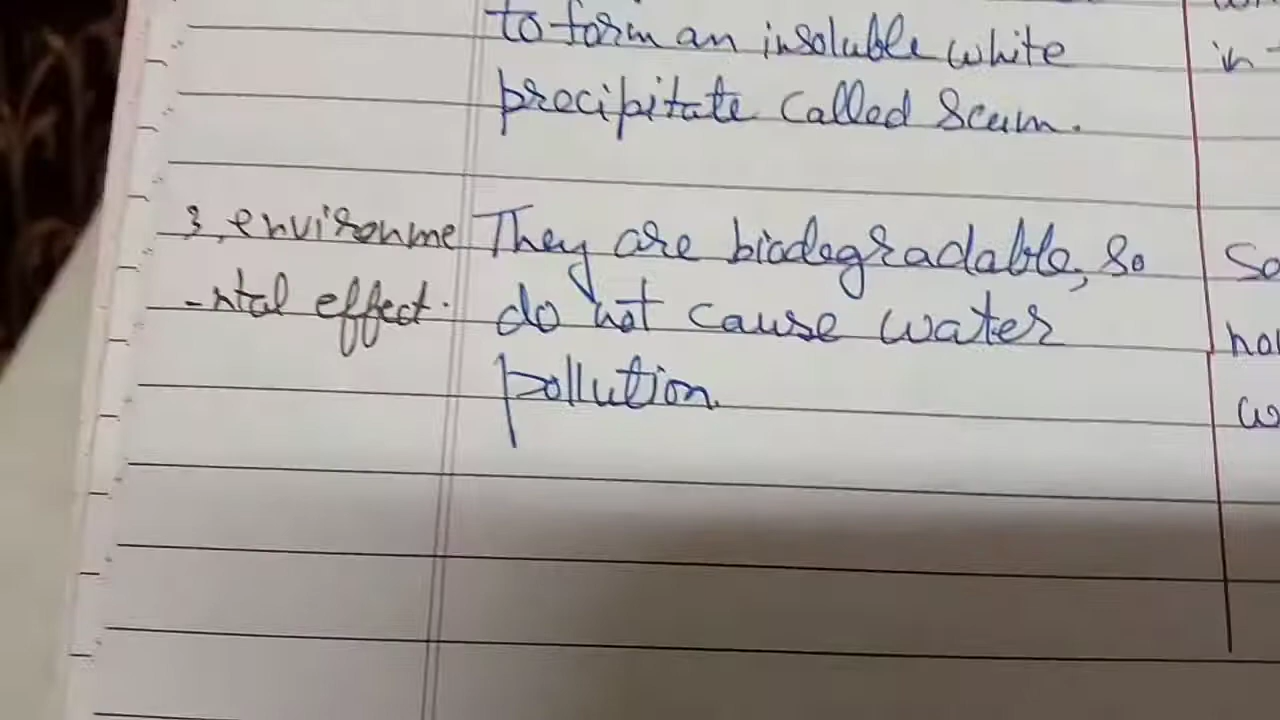 to form an insoluble white
in
precipitate called Scum.
3. environme They are biodegradable, so
-ntal effect. do not cause water
pollution.